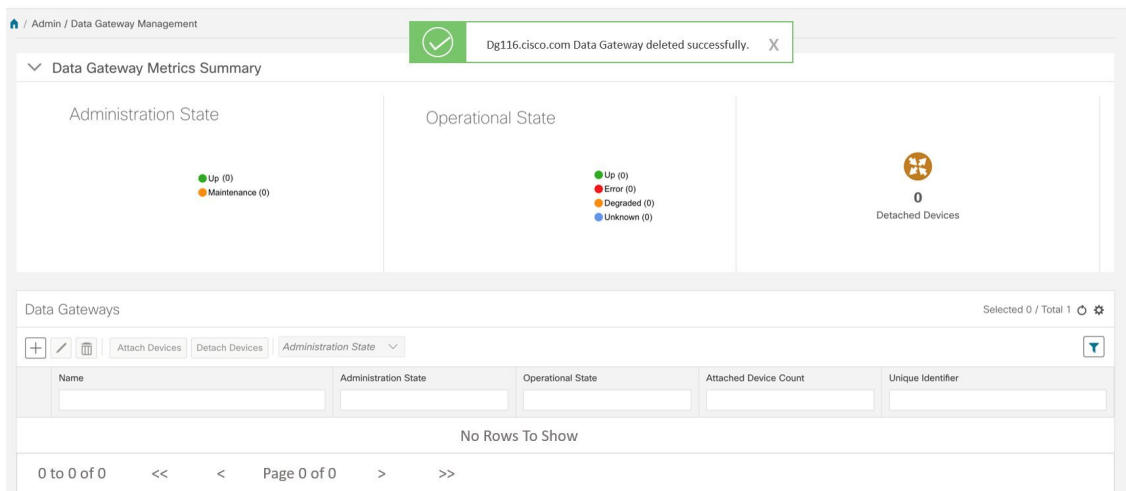 / Admin / Data Gateway Management
Dg116.cisco.com Data Gateway deleted successfully. X
Data Gateway Metrics Summary
Administration State
Up (0)
Maintenance (0)
Operational State
Up (0)
Error (0)
Degraded (0)
Unknown (0)
0
Detached Devices
Data Gateways
Selected 0 / Total 1
Attach Devices Detach Devices Administration State
Name Administration State Operational State Attached Device Count Unique Identifier
No Rows To Show
0 to 0 of 0 << < Page 0 of 0 > >>